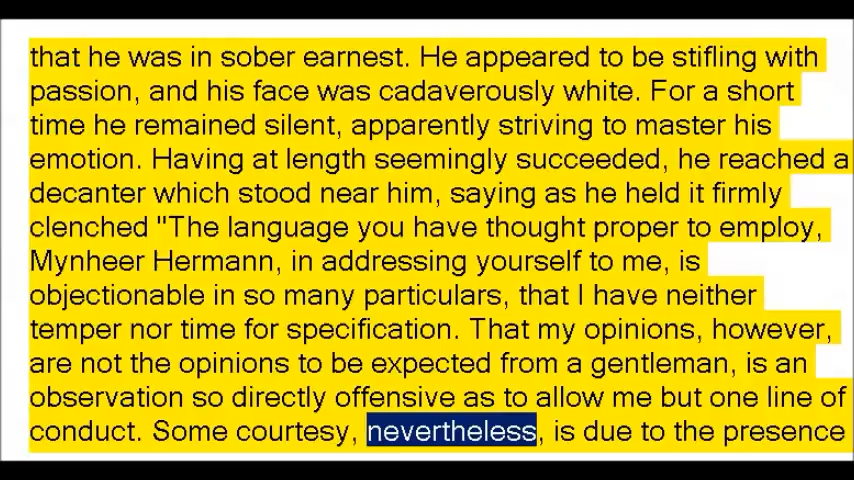 that he was in sober earnest. He appeared to be stifling with
passion, and his face was cadaverously white. For a short
time he remained silent, apparently striving to master his
emotion. Having at length seemingly succeeded, he reached a
decanter which stood near him, saying as he held it firmly
clenched "The language you have thought proper to employ,
Mynheer Hermann, in addressing yourself to me, is
objectionable in so many particulars, that I have neither
temper nor time for specification. That my opinions, however,
are not the opinions to be expected from a gentleman, is an
observation so directly offensive as to allow me but one line of
conduct. Some courtesy, nevertheless, is due to the presence